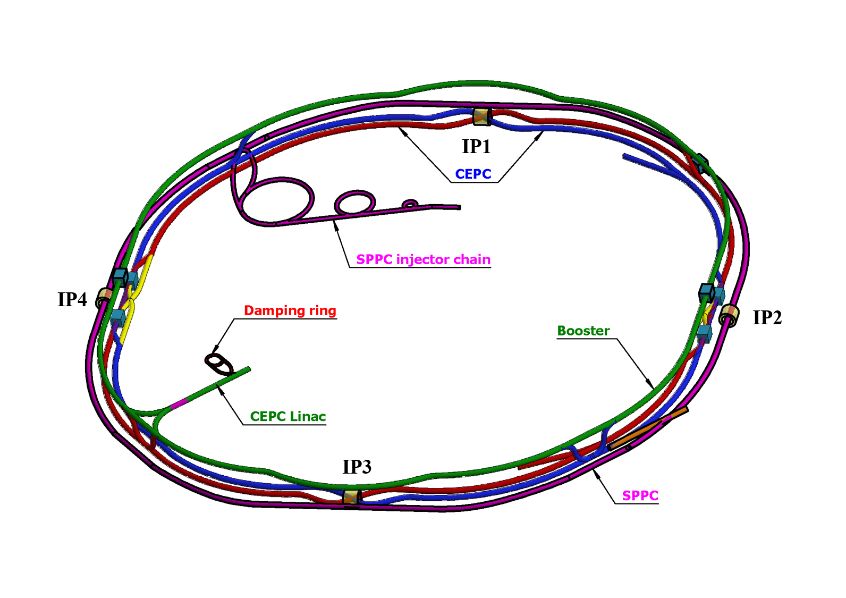 IP1
CEPC
SPPC injector chain
IP4
Damping ring
IP2
Booster
CEPC Linac
IP3
SPPC